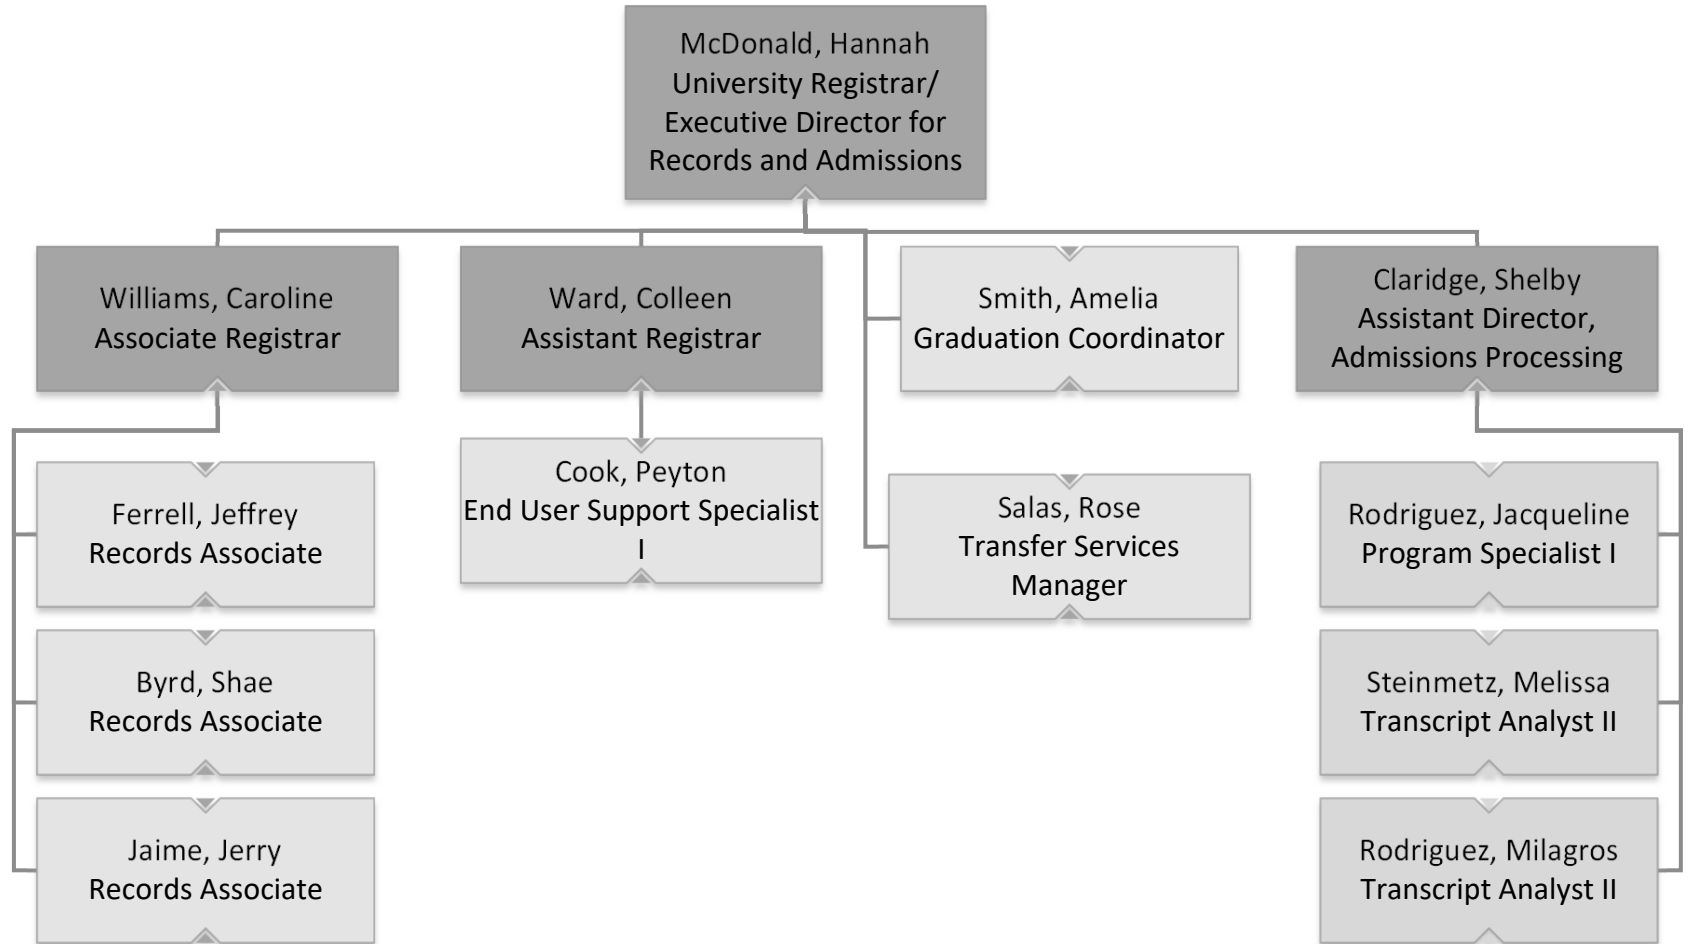 McDonald, Hannah
University Registrar/
Executive Director for
Records and Admissions
Williams, Caroline
Associate Registrar
Ward, Colleen
Assistant Registrar
Smith, Amelia
Graduation Coordinator
Claridge, Shelby
Assistant Director,
Admissions Processing
Ferrell, Jeffrey
Records Associate
Byrd, Shae
Records Associate
Jaime, Jerry
Records Associate
Cook, Peyton
End User Support Specialist
I
Salas, Rose
Transfer Services
Manager
Rodriguez, Jacqueline
Program Specialist I
Steinmetz, Melissa
Transcript Analyst II
Rodriguez, Milagros
Transcript Analyst II